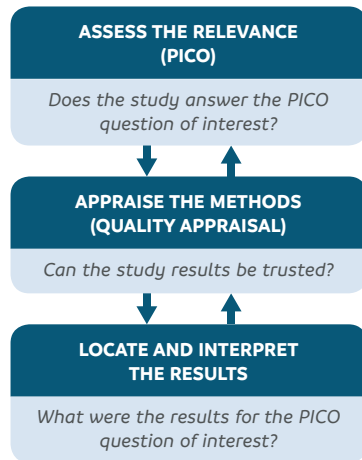 ASSESS THE RELEVANCE
(PICO)
Does the study answer the PICO
question of interest?
APPRAISE THE METHODS
(QUALITY APPRAISAL)
Can the study results be trusted?
LOCATE AND INTERPRET
THE RESULTS
What were the results for the PICO
question of interest?